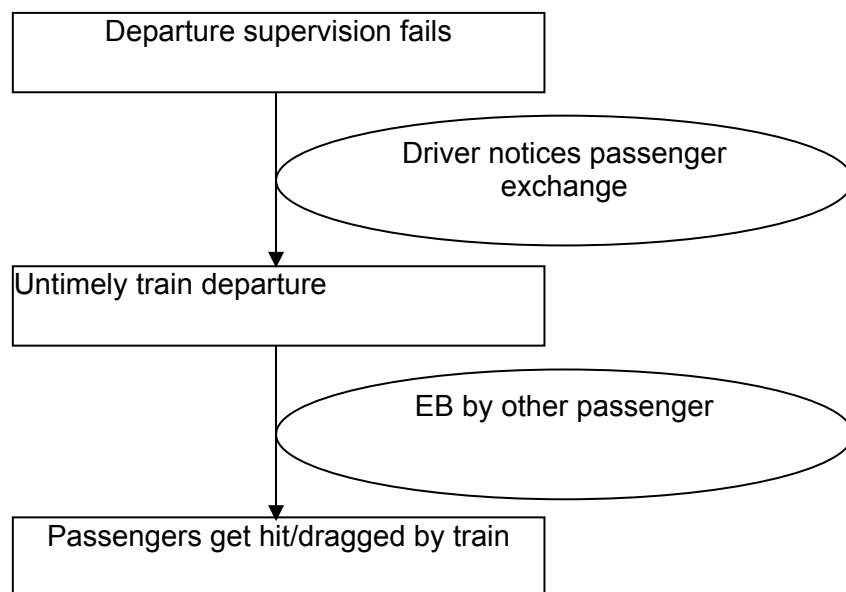 Departure supervision fails
Driver notices passenger
exchange
Untimely train departure
EB by other passenger
Passengers get hit/dragged by train